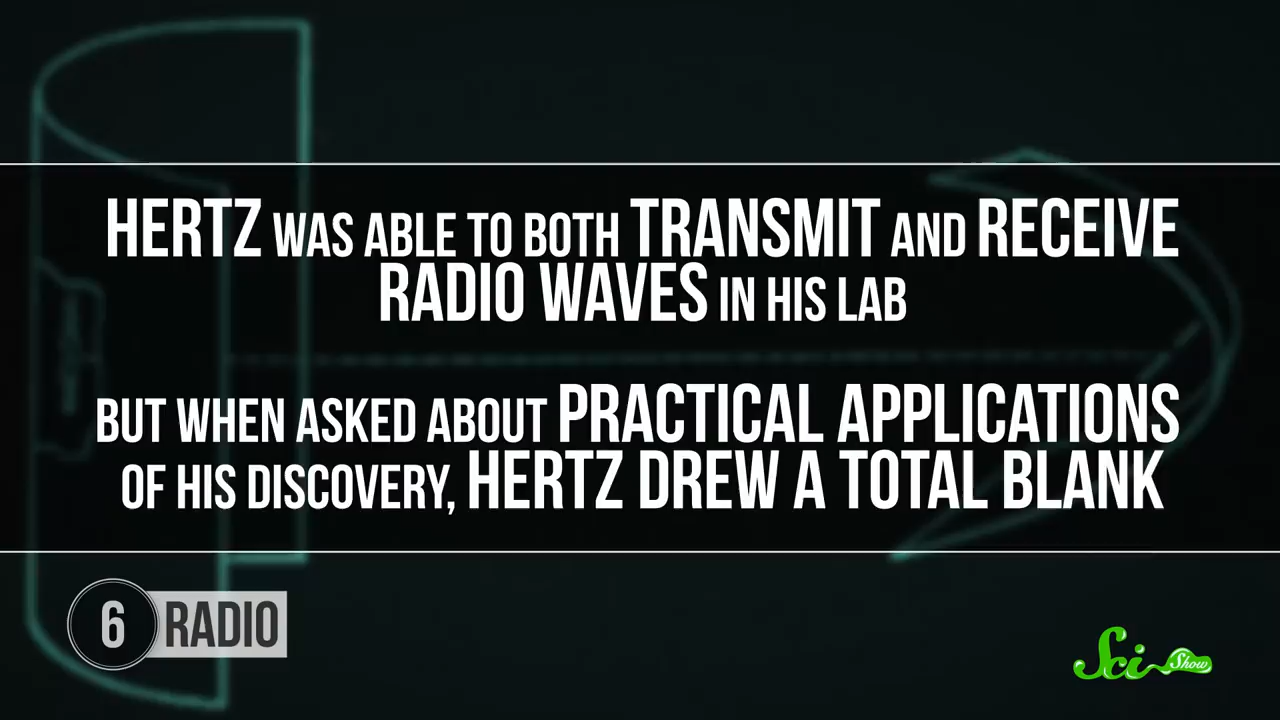 HERTZ WAS ABLE TO BOTH TRANSMIT AND RECEIVE
RADIO WAVES IN HIS LAB
BUT WHEN ASKED ABOUT PRACTICAL APPLICATIONS
OF HIS DISCOVERY, HERTZ DREW A TOTAL BLANK
6 RADIO
Sci Show